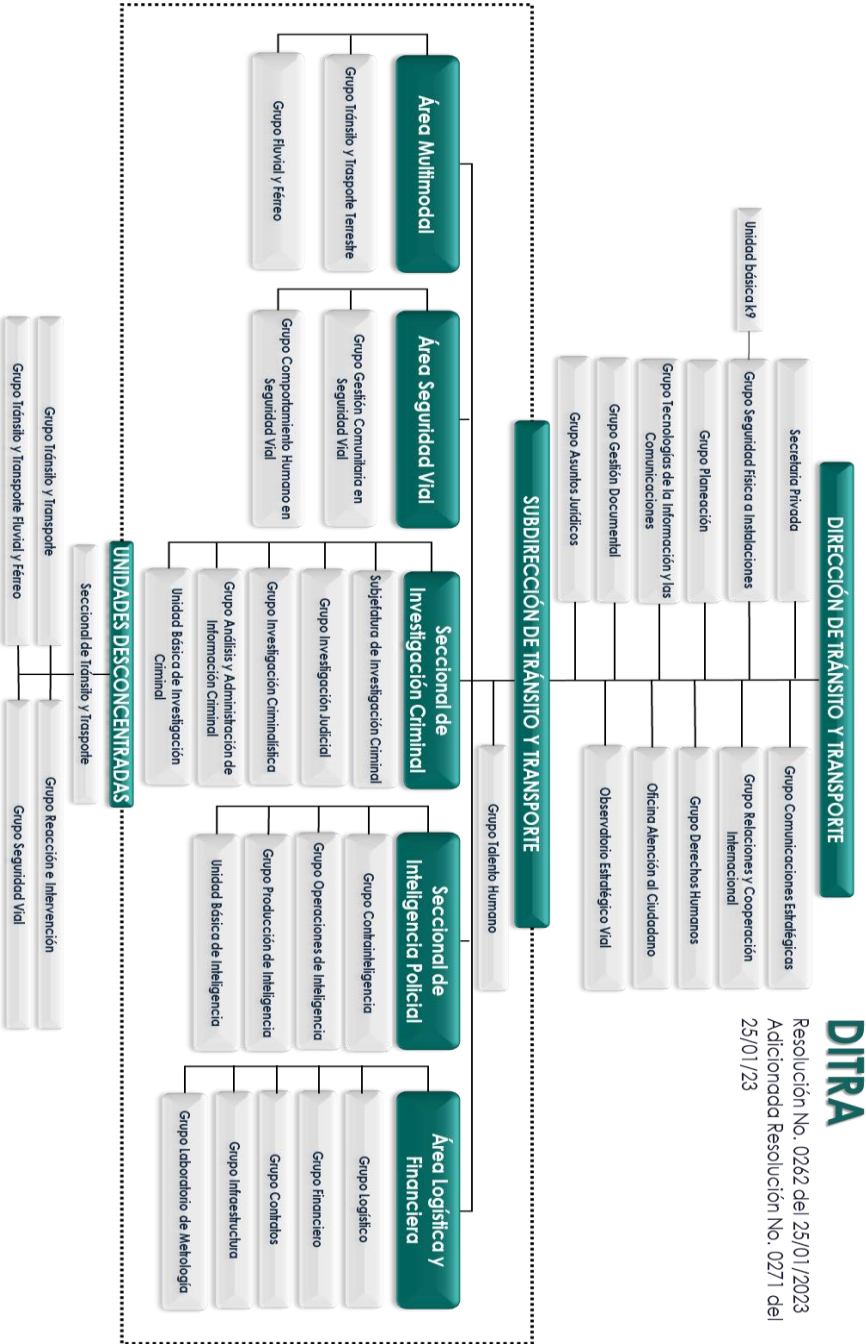 DITRA
Resolución No. 0262 del 25/01/2023
Adicionada Resolución No. 0271 del
25/01/23
DIRECCIÓN DE TRÁNSITO Y TRANSPORTE
Secretaria Privada
Unidad básica k9
Grupo Seguridad Física a Instalaciones
Grupo Planeación
Grupo Tecnologías de la Información y las
Comunicaciones
Grupo Gestión Documental
Grupo Asuntos Jurídicos
Grupo Comunicaciones Estratégicas
Grupo Relaciones y Cooperación
Internacional
Grupo Derechos Humanos
Oficina Atención al Ciudadano
Observatorio Estratégico Vial
SUBDIRECCIÓN DE TRÁNSITO Y TRANSPORTE
Grupo Talento Humano
Área Multimodal
Grupo Tránsito y Trasporte Terrestre
Grupo Fluvial y Férreo
Área Seguridad Vial
Grupo Gestión Comunitaria en
Seguridad Vial
Grupo Comportamiento Humano en
Seguridad Vial
Seccional de
Investigación Criminal
Subjefatura de Investigación Criminal
Grupo Investigación Judicial
Grupo Investigación Criminalística
Grupo Análisis y Administración de
Información Criminal
Unidad Básica de Investigación
Criminal
Seccional de
Inteligencia Policial
Grupo Contrainteligencia
Grupo Operaciones de Inteligencia
Grupo Producción de Inteligencia
Unidad Básica de Inteligencia
Área Logística y
Financiera
Grupo Logístico
Grupo Financiero
Grupo Contratos
Grupo Infraestructura
Grupo Laboratorio de Metrología
UNIDADES DESCONCENTRADAS
Seccional de Tránsito y Trasporte
Grupo Tránsito y Transporte
Grupo Reacción e Intervención
Grupo Tránsito y Transporte Fluvial y Férreo
Grupo Seguridad Vial